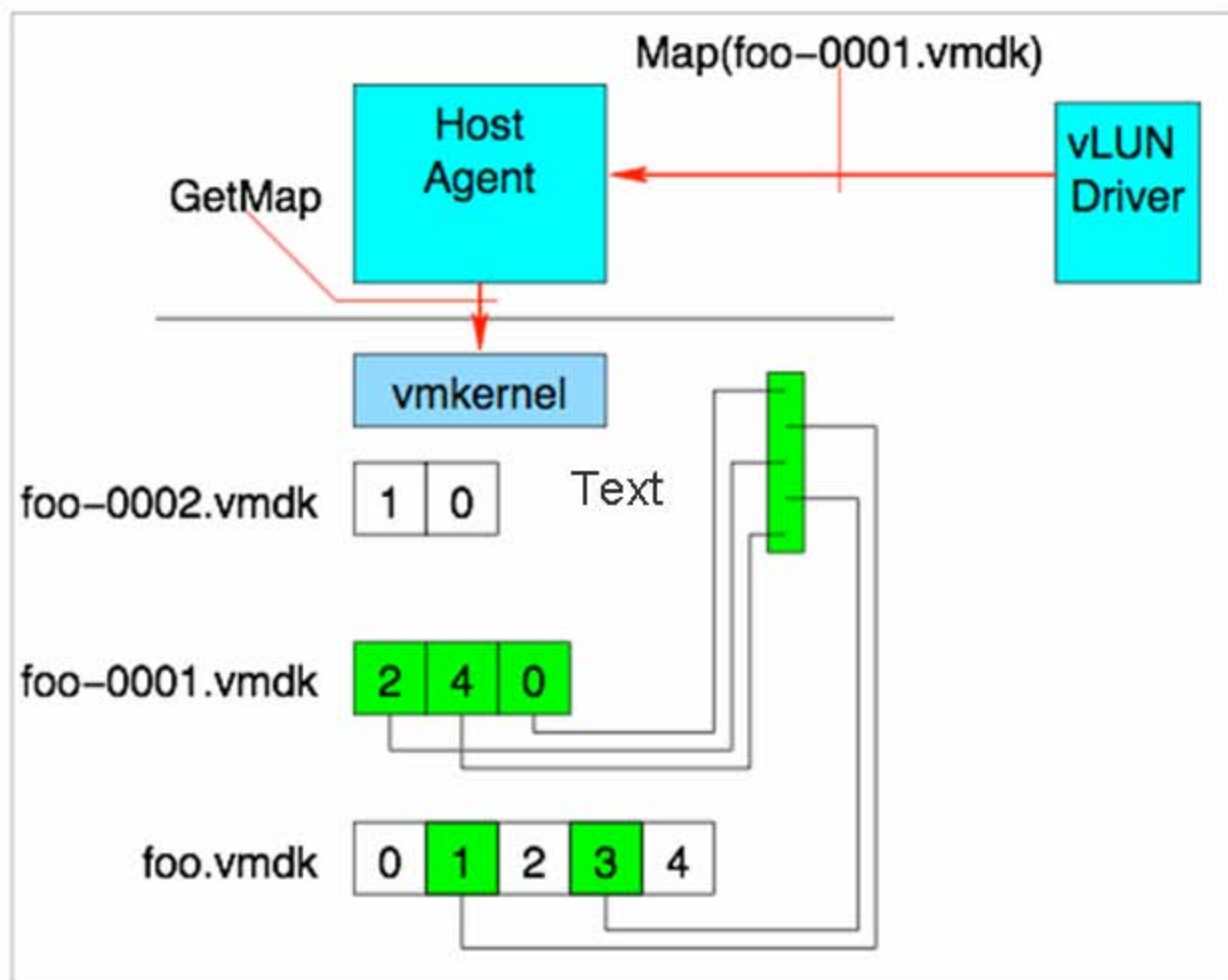 Map(foo-0001.vmdk)
Host
Agent
vLUN
Driver
GetMap
vmkernel
foo-0002.vmdk
1 0
Text
foo-0001.vmdk
2 4 0
foo.vmdk
0 1 2 3 4